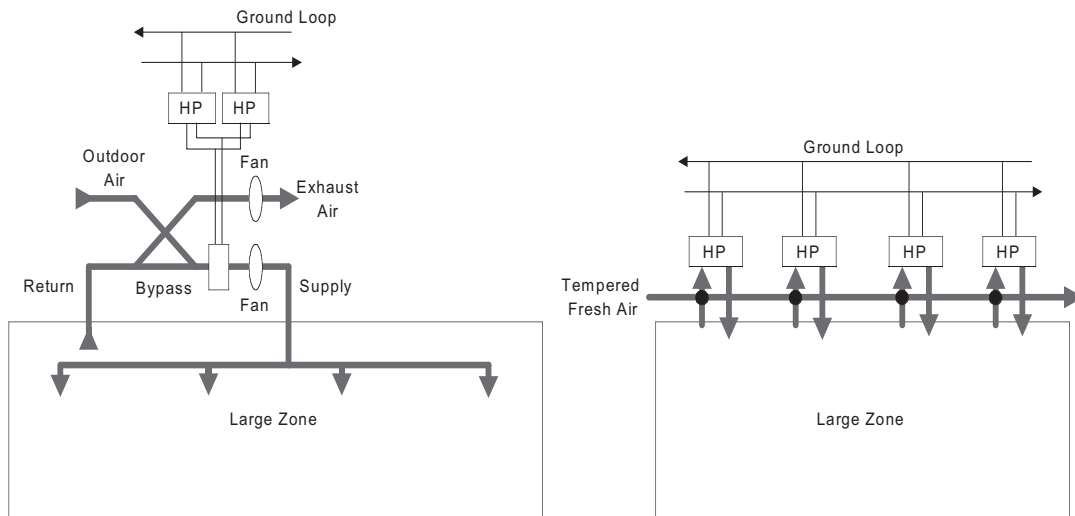 Ground Loop
HP
HP
Outdoor
Air
Fan
Exhaust
Air
Return
Bypass
Fan
Supply
Large Zone
Ground Loop
HP
HP
HP
HP
Tempered
Fresh Air
Large Zone